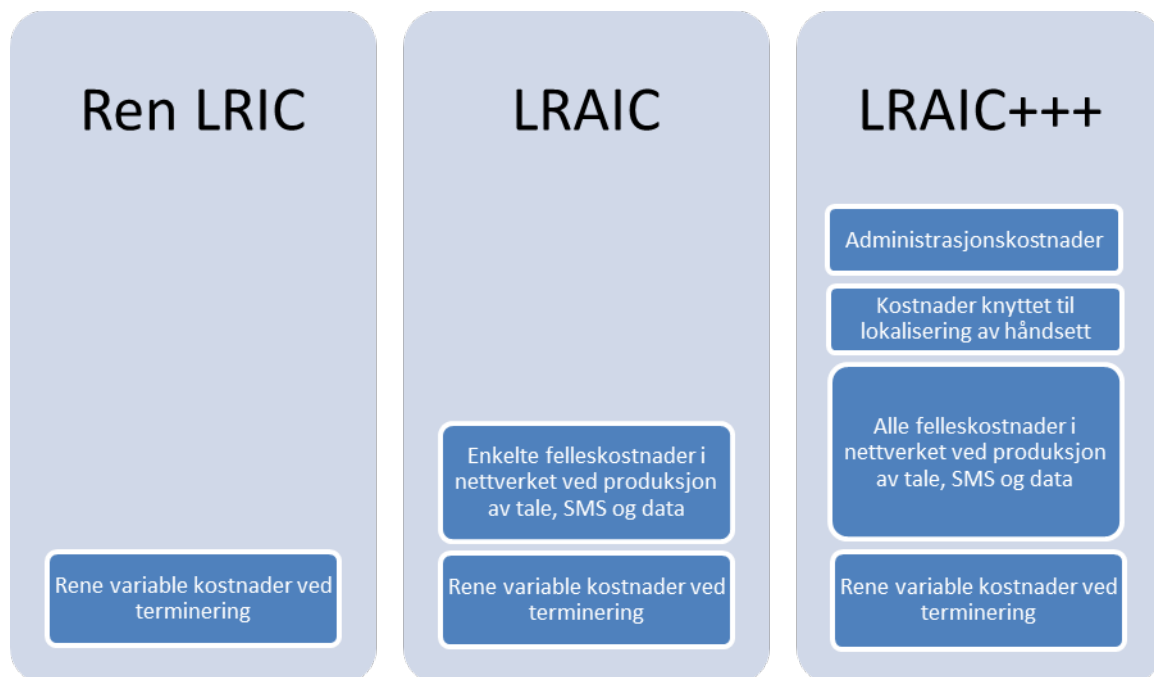 Ren LRIC
Rene variable kostnader ved
terminering
LRAIC
Enkelte felleskostnader i
nettverket ved produksjon
av tale, SMS og data
Rene variable kostnader ved
terminering
LRAIC+++
Administrasjonskostnader
Kostnader knyttet til
lokalisering av håndsett
Alle felleskostnader i
nettverket ved produksjon
av tale, SMS og data
Rene variable kostnader ved
terminering